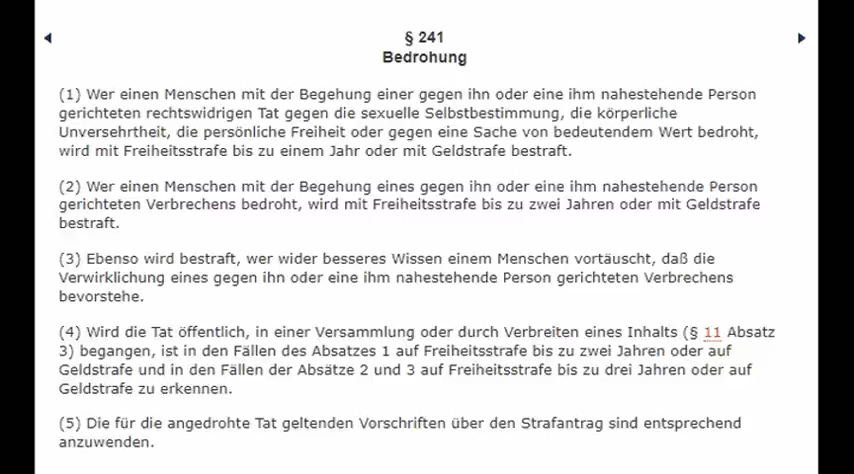 § 241
Bedrohung
(1) Wer einen Menschen mit der Begehung einer gegen ihn oder eine ihm nahestehende Person
gerichteten rechtswidrigen Tat gegen die sexuelle Selbstbestimmung, die körperliche
Unversehrtheit, die persönliche Freiheit oder gegen eine Sache von bedeutendem Wert bedroht,
wird mit Freiheitsstrafe bis zu einem Jahr oder mit Geldstrafe bestraft.
(2) Wer einen Menschen mit der Begehung eines gegen ihn oder eine ihm nahestehende Person
gerichteten Verbrechens bedroht, wird mit Freiheitsstrafe bis zu zwei Jahren oder mit Geldstrafe
bestraft.
(3) Ebenso wird bestraft, wer wider besseres Wissen einem Menschen vortäuscht, daß die
Verwirklichung eines gegen ihn oder eine ihm nahestehende Person gerichteten Verbrechens
bevorstehe.
(4) Wird die Tat öffentlich, in einer Versammlung oder durch Verbreiten eines Inhalts (§ 11 Absatz
3) begangen, ist in den Fällen des Absatzes 1 auf Freiheitsstrafe bis zu zwei Jahren oder auf
Geldstrafe und in den Fällen der Absätze 2 und 3 auf Freiheitsstrafe bis zu drei Jahren oder auf
Geldstrafe zu erkennen.
(5) Die für die angedrohte Tat geltenden Vorschriften über den Strafantrag sind entsprechend
anzuwenden.